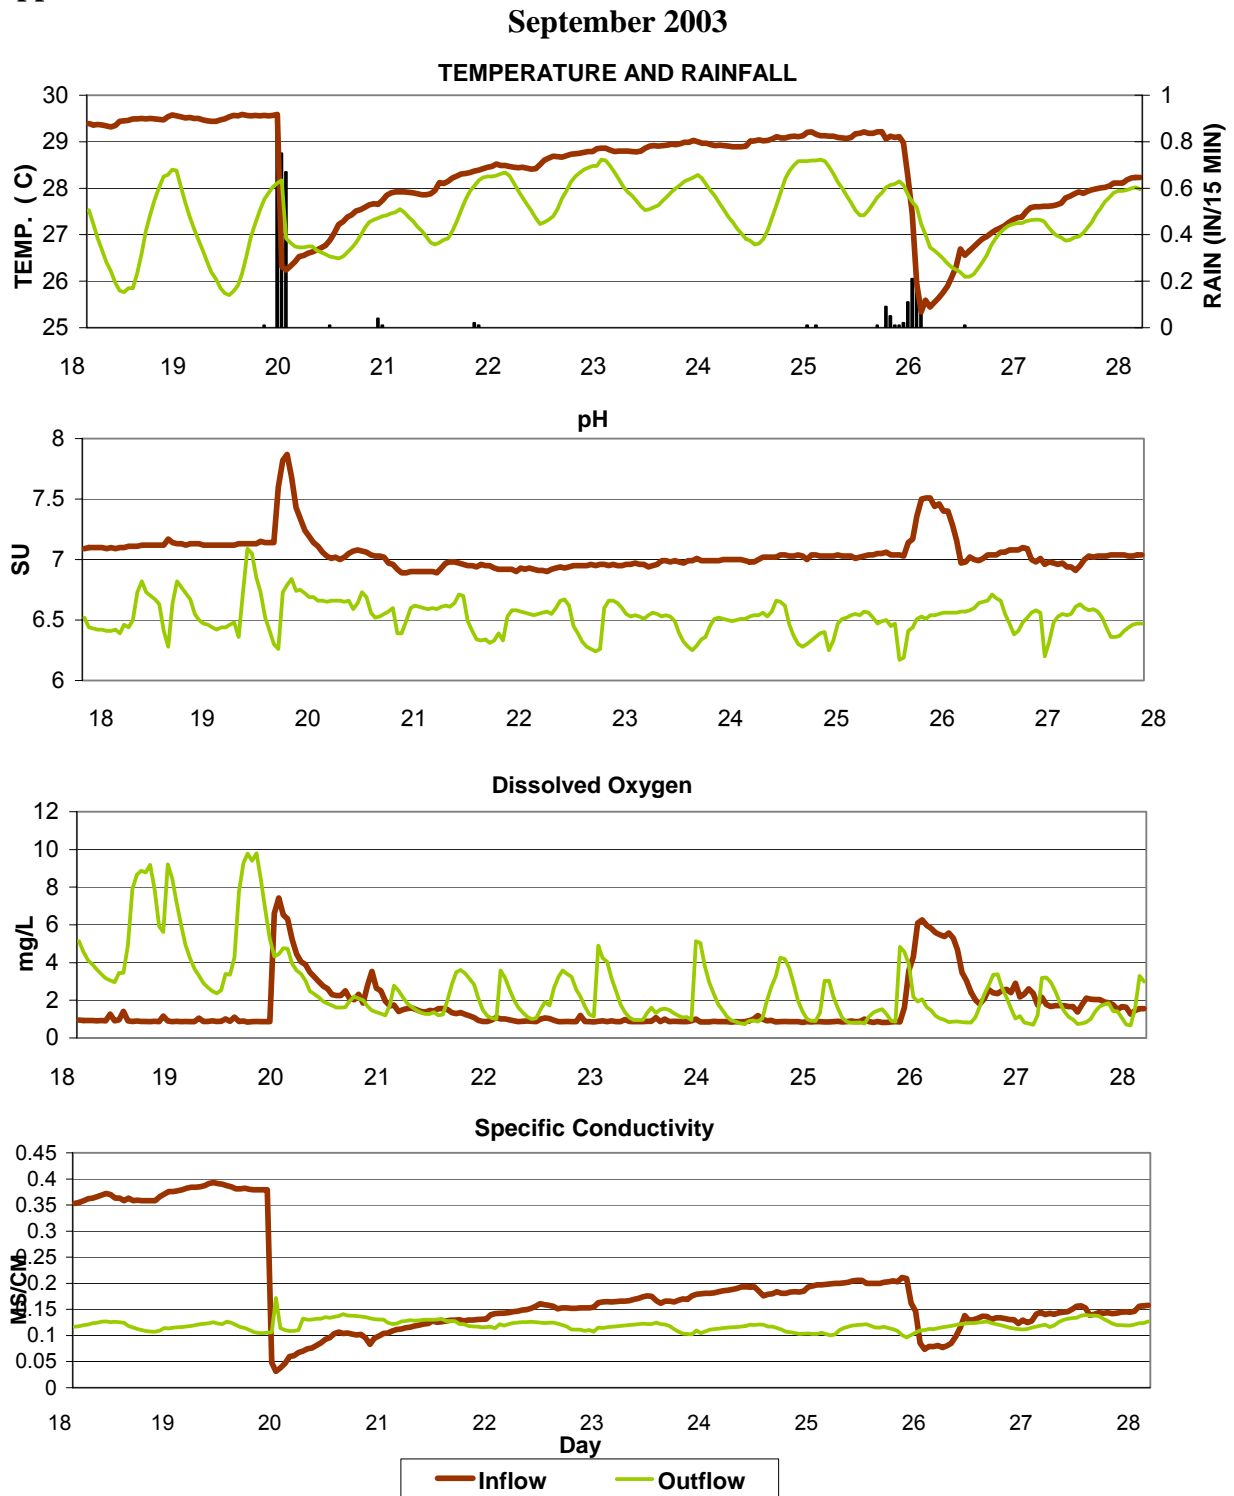 September 2003
TEMPERATURE AND RAINFALL
30
29
28
27
26
25
TEMP. ( C)
1
0.8
0.6
0.4
0.2
0
RAIN (IN/15 MIN)
18 19 20 21 22 23 24 25 26 27 28
pH
8
7.5
7
6.5
6
SU
18 19 20 21 22 23 24 25 26 27 28
Dissolved Oxygen
12
10
8
6
4
2
0
mg/L
18 19 20 21 22 23 24 25 26 27 28
Specific Conductivity
0.45
0.4
0.35
0.3
0.25
0.2
0.15
0.1
0.05
0
MS/CM
18 19 20 21 22 23 24 25 26 27 28
Day
Inflow Outflow